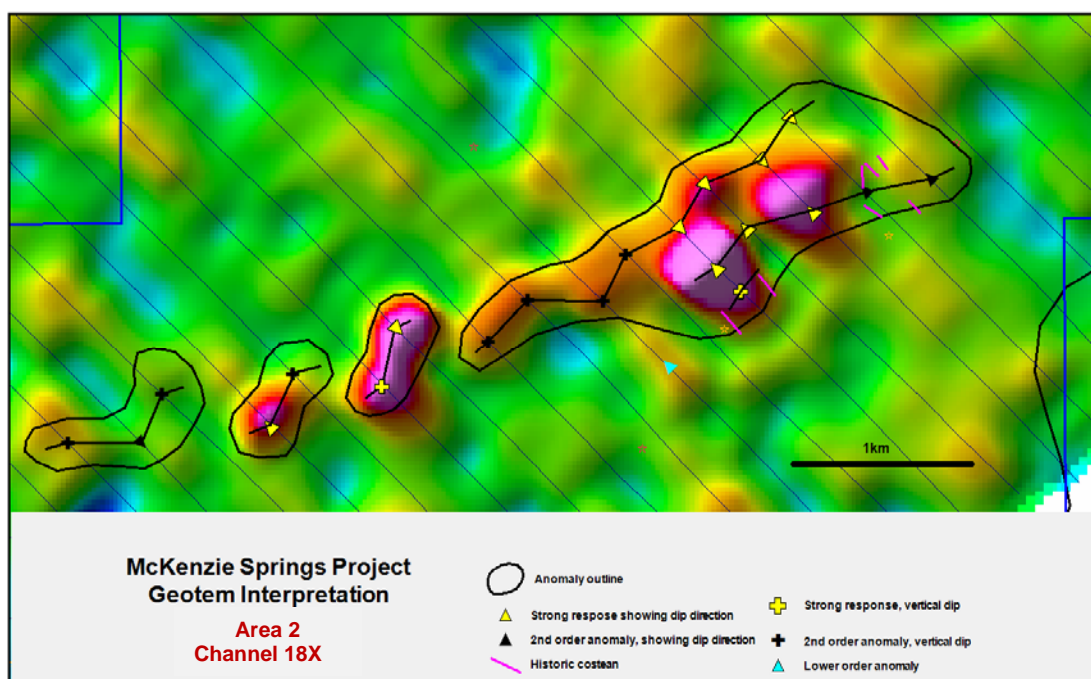 1km
McKenzie Springs Project
Geotem Interpretation
Area 2
Channel 18X
Anomaly outline
Strong respose showing dip direction
2nd order anomaly, showing dip direction
Historic costean
Strong response, vertical dip
2nd order anomaly, vertical dip
Lower order anomaly